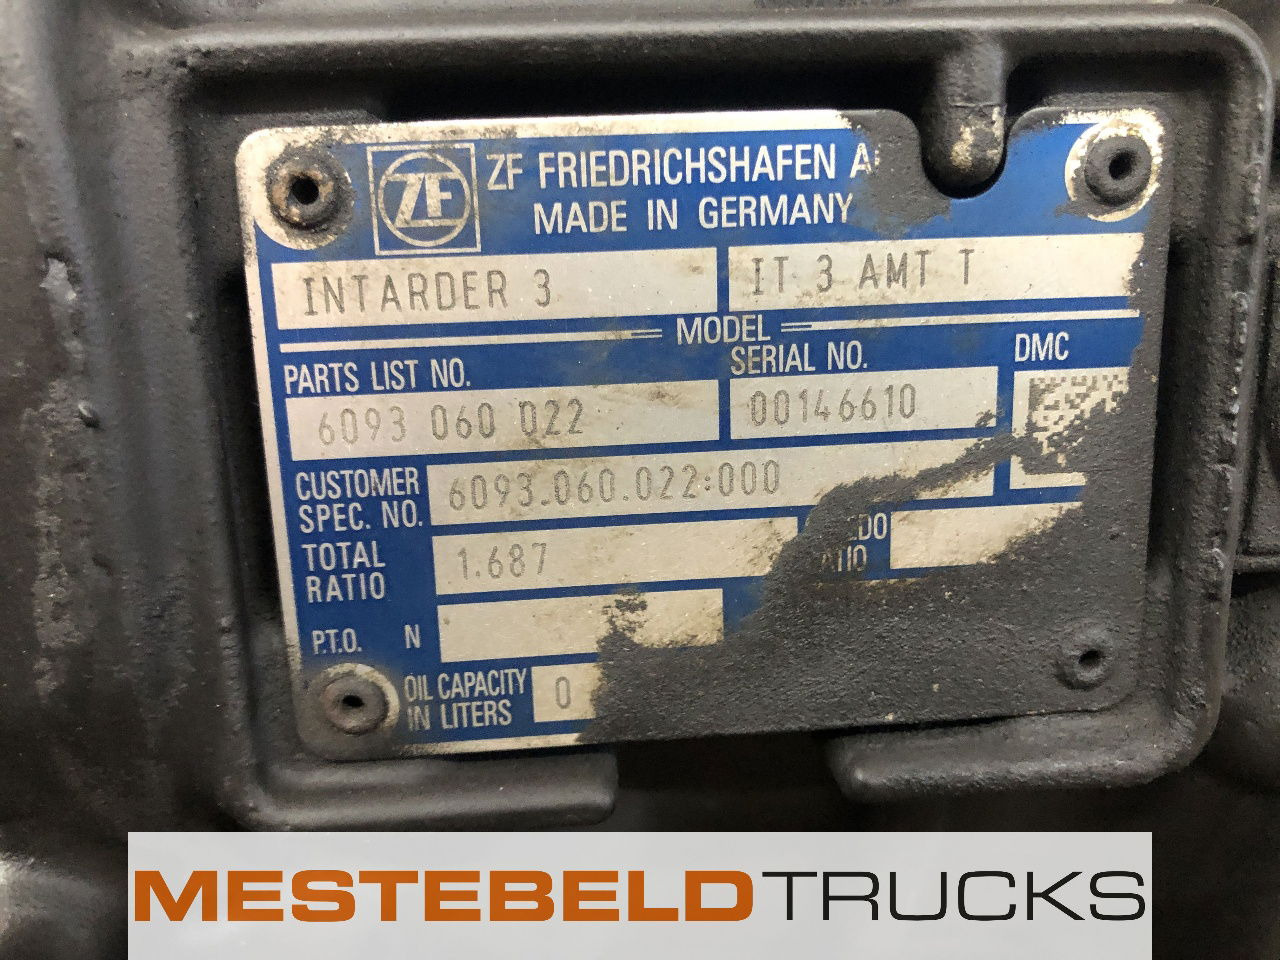 ZF
ZF FRIEDRICHSHAFEN A
MADE IN GERMANY
INTARDER 3 IT 3 AMT T
MODEL
PARTS LIST NO. SERIAL NO. DMC
6093 060 022 00146610
CUSTOMER SPEC. NO. 6093.060.022:000
TOTAL RATIO 1.687
P.T.O. N
OIL CAPACITY IN LITERS 0
MESTEBELDTRUCKS